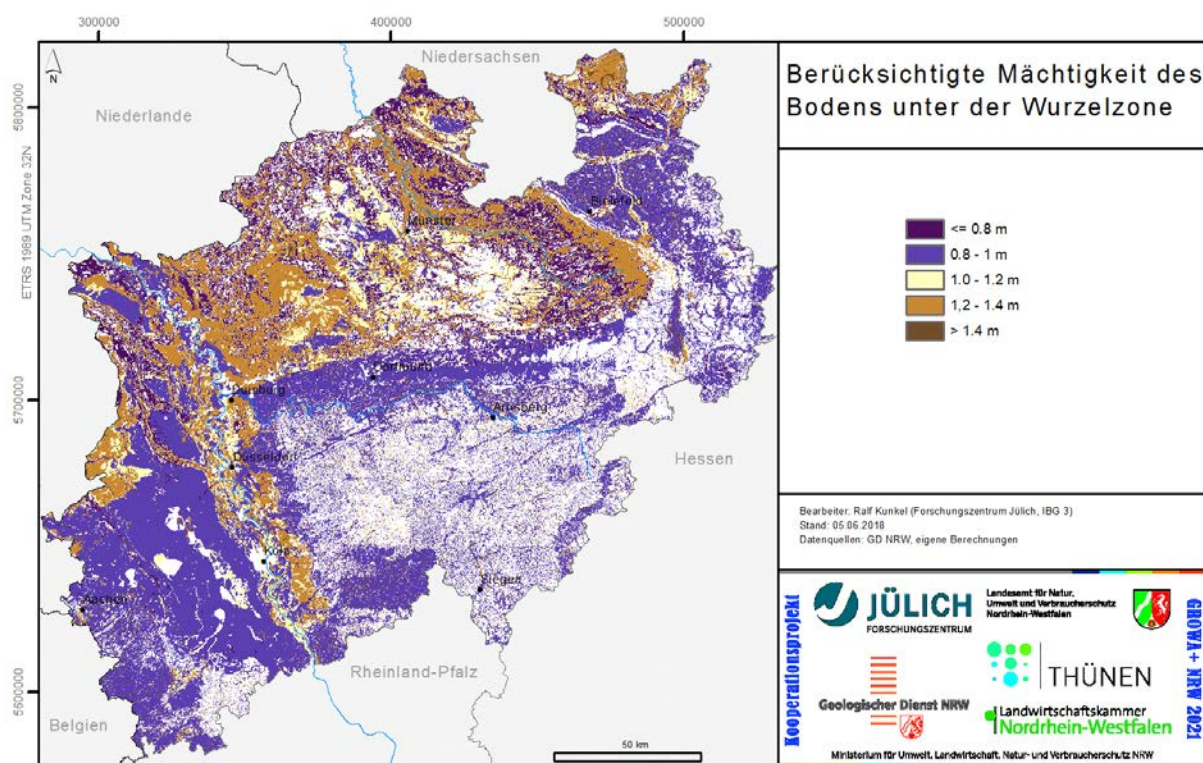 300000
400000
500000
5800000
5700000
5600000
ETRS 1989 UTM Zone 32N
N
Niederlande
Niedersachsen
Hessen
Rheinland-Pfalz
Belgien
Münster
Bielefeld
Dortmund
Duisburg
Arnsberg
Düsseldorf
Köln
Siegen
Aachen
50 km
Berücksichtigte Mächtigkeit des
Bodens unter der Wurzelzone
<= 0.8 m
0.8 - 1 m
1.0 - 1.2 m
1,2 - 1.4 m
> 1.4 m
Bearbeiter: Ralf Kunkel (Forschungszentrum Jülich, IBG 3)
Stand: 05.06.2018
Datenquellen: GD NRW, eigene Berechnungen
Kooperationsprojekt
JÜLICH
FORSCHUNGSZENTRUM
Landesamt für Natur,
Umwelt und Verbraucherschutz
Nordrhein-Westfalen
Geologischer Dienst NRW
THÜNEN
Landwirtschaftskammer
Nordrhein-Westfalen
GROWA + NRW 2021
Ministerium für Umwelt, Landwirtschaft, Natur- und Verbraucherschutz NRW